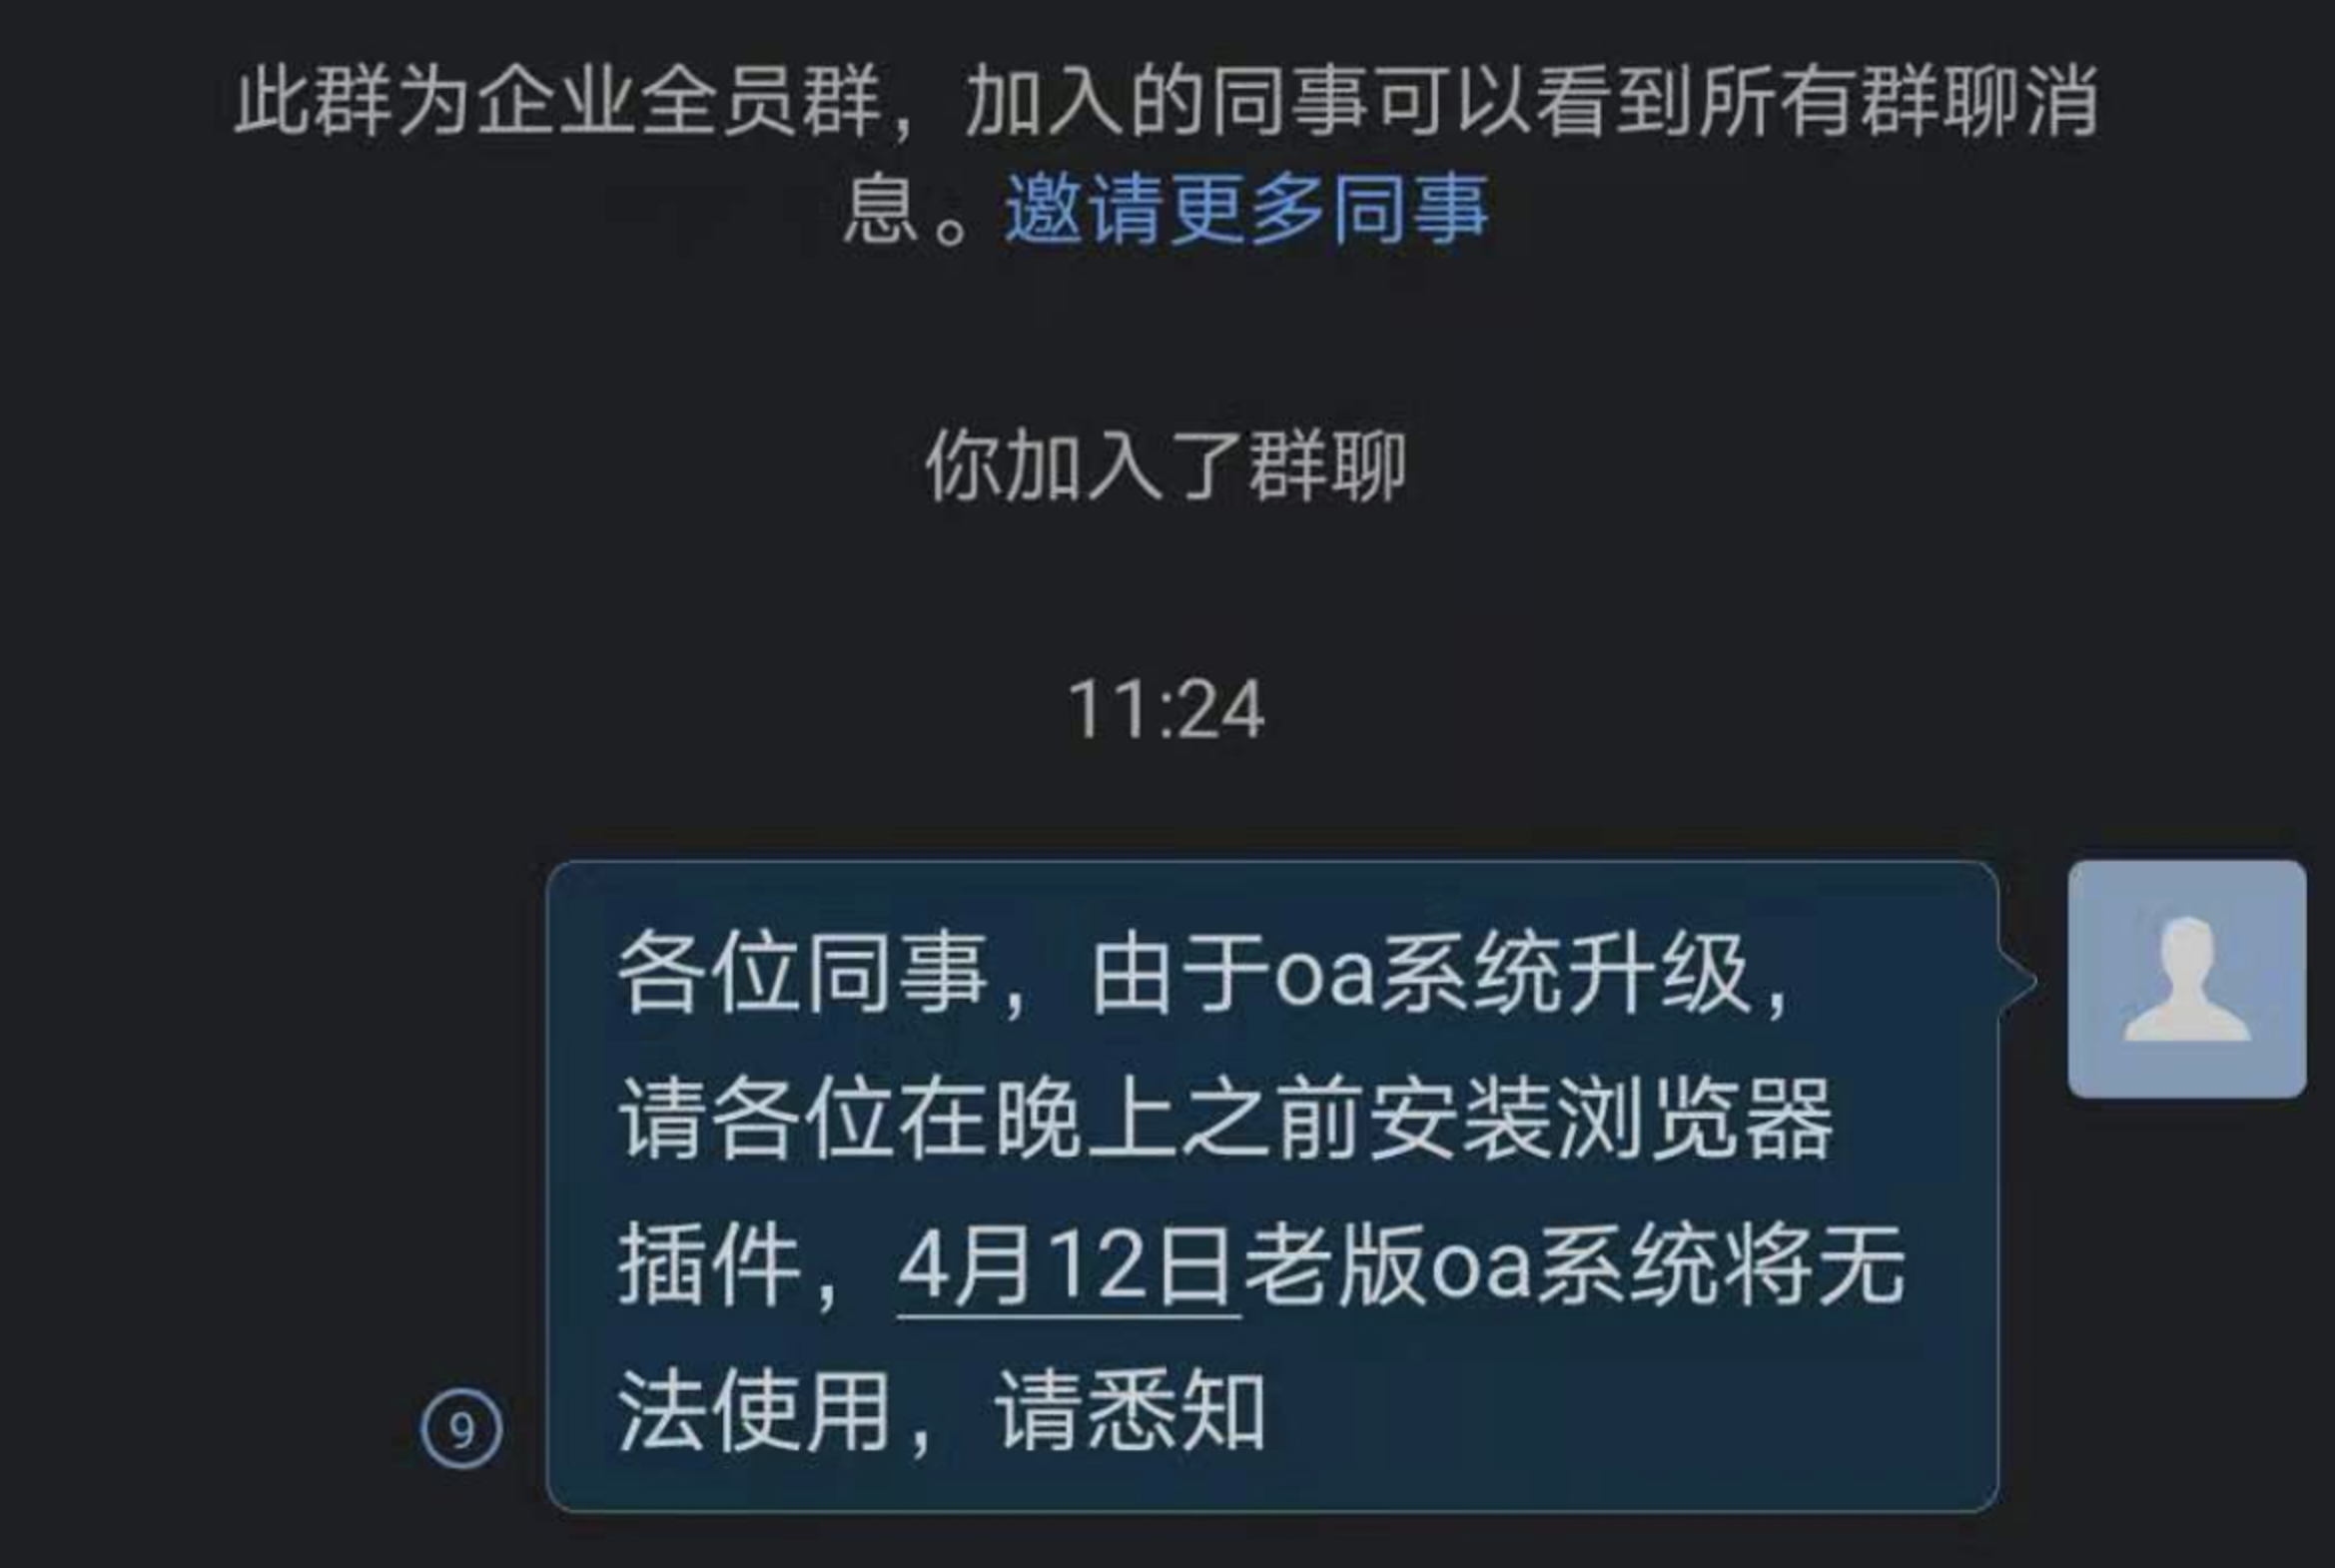 此群为企业全员群，加入的同事可以看到所有群聊消
息。邀请更多同事
你加入了群聊
11:24
各位同事，由于oa系统升级，
请各位在晚上之前安装浏览器
插件，4月12日老版oa系统将无
法使用，请悉知
9